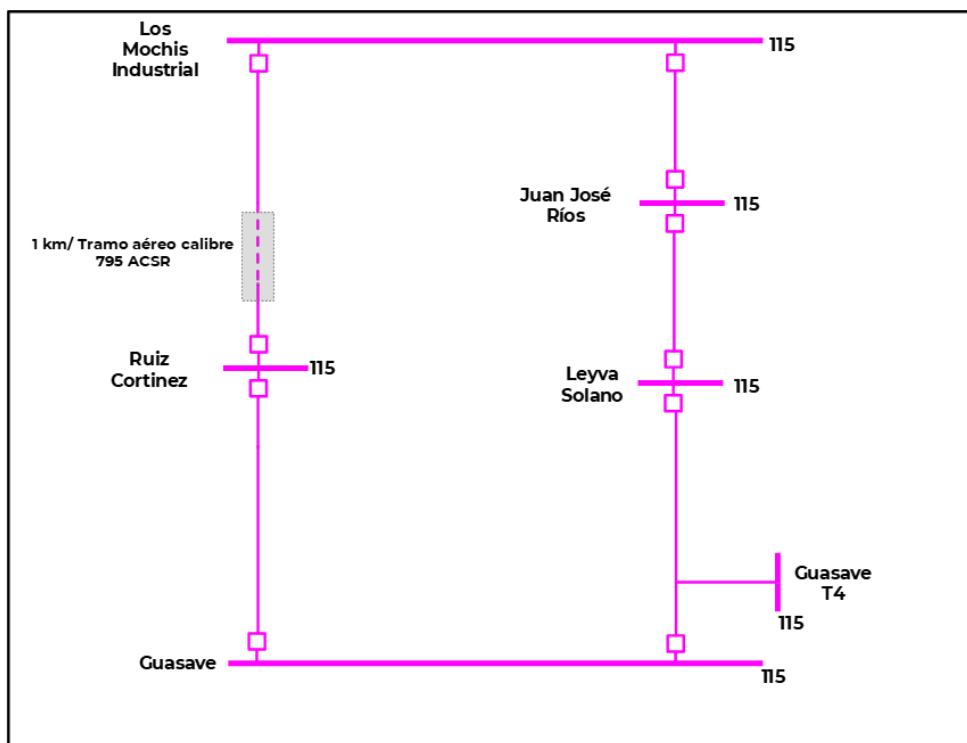 Los
Mochis
Industrial
115
Juan José
Ríos
115
1 km/ Tramo aéreo calibre
795 ACSR
Ruiz
Cortinez
115
Leyva
Solano
115
Guasave
T4
115
Guasave
115